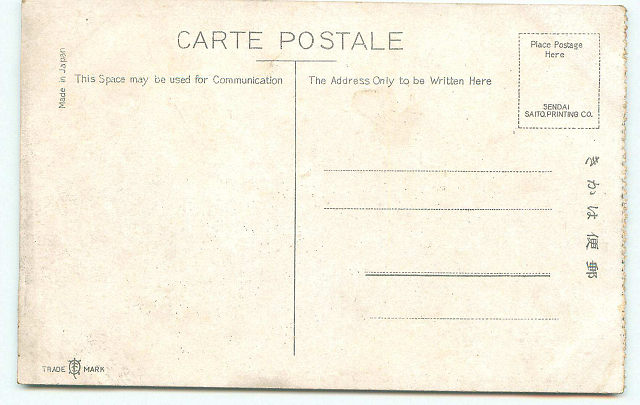 CARTE POSTALE
Made in Japan
This Space may be used for Communication
The Address Only to be Written Here
Place Postage
Here
SENDAI
SAITO.PRINTING CO.
きかは便郵
TRADE MARK